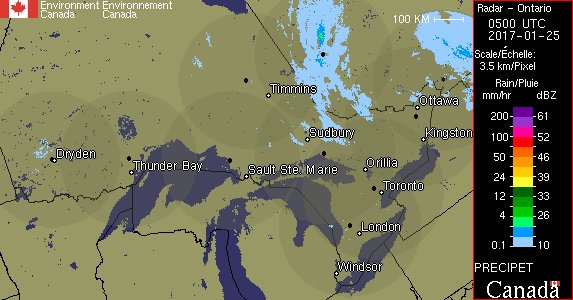 Environment Environnement
Canada Canada
100 KM
Timmins
Ottawa
Sudbury
Kingston
Dryden
Thunder Bay
Sault Ste. Marie
Orillia
Toronto
London
Windsor
Radar - Ontario
0500 UTC
2017-01-25
Scale/Échelle:
3.5 km/Pixel
Rain/Pluie
mm/hr dBZ
200 61
100 52
50 46
24 39
12 33
4 26
0.1 10
PRECIPET
Canada